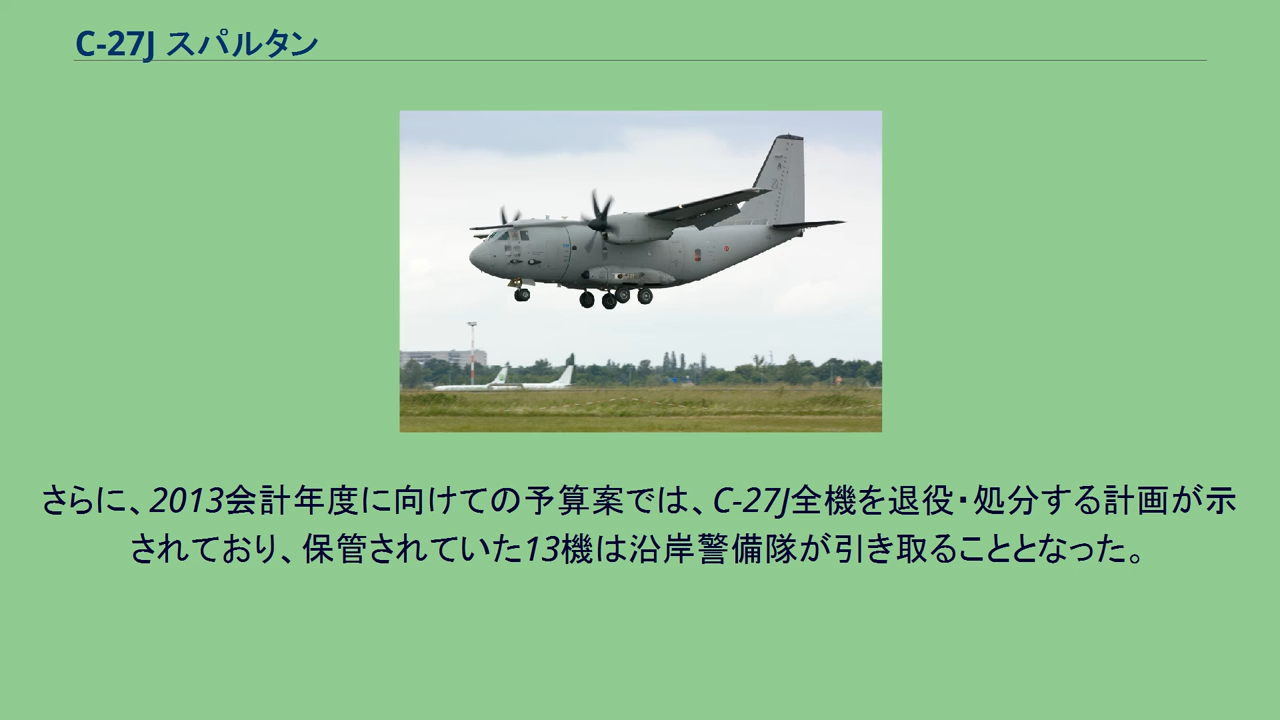 C-27J スパルタン
さらに、2013会計年度に向けての予算案では、C-27J全機を退役・処分する計画が示
されており、保管されていた13機は沿岸警備隊が引き取ることとなった。